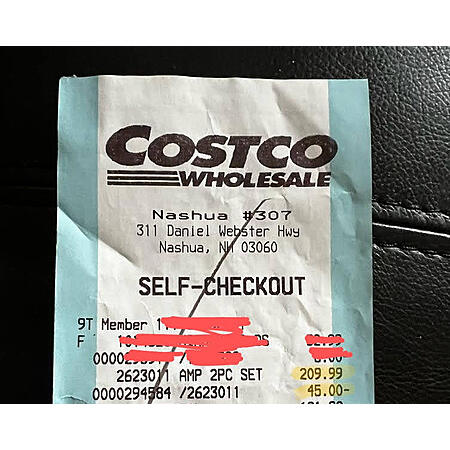 COSTCO
WHOLESALE
Nashua #307
311 Daniel Webster Hwy
Nashua, NH 03060
SELF-CHECKOUT
9T Member
F
2623011 AMP 2PC SET 209.99
0000294584 /2623011 45.00-